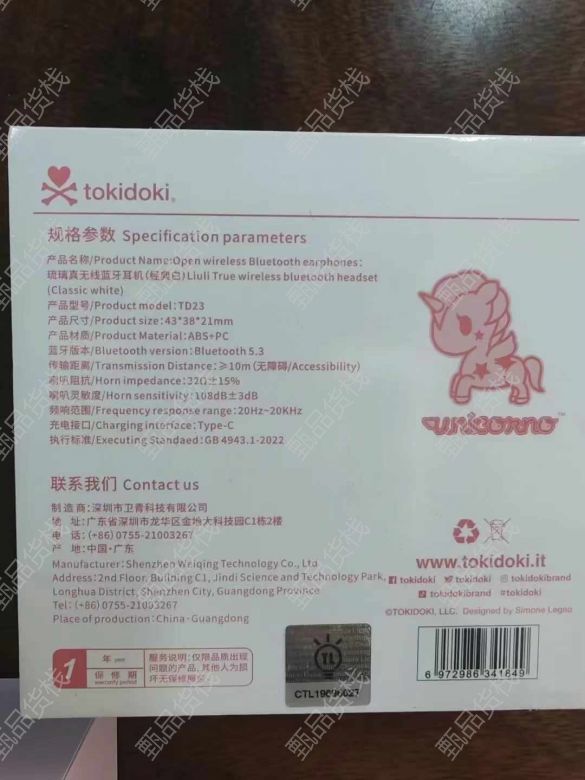 tokidoki®
规格参数 Specification parameters
产品名称/Product Name:Open wireless Bluetooth earphones:
琉璃真无线蓝牙耳机(经典白) Liuli True wireless bluetooth headset
(Classic white)
产品型号/Product model:TD23
产品尺寸/Product size:43*38*21mm
产品材质/Product Material:ABS+PC
蓝牙版本/Bluetooth version:Bluetooth 5.3
传输距离/Transmission Distance:≥10m(无障碍/Accessibility)
喇叭阻抗/Horn impedance:32Ω±15%
喇叭灵敏度/Horn sensitivity:108dB±3dB
频响范围/Frequency response range:20Hz~20KHz
充电接口/Charging interface:Type-C
执行标准/Executing Standaed:GB 4943.1-2022
unicorno™
联系我们 Contact us
制造商:深圳市卫青科技有限公司
地 址:广东省深圳市龙华区金地大科技园C1栋2楼
电 话:(+86) 0755-21003267
产 地:中国·广东
Manufacturer:Shenzhen Weiqing Technology Co., Ltd
Address:2nd Floor, Building C1, Jindi Science and Technology Park,
Longhua District, Shenzhen City, Guangdong Province
Tel:(+86) 0755-21003267
Place of production:China-Guangdong
www.tokidoki.it
tokidoki tokidoki tokidokibrand
tokidokibrand #tokidoki
©TOKIDOKI, LLC. Designed by Simone Legno
1 年 year
保修期
warranty period
服务说明:仅限品质出现
问题的产品,其他人为损
坏无保修服务
TL
CTL19096027
6 972986 341849
甄品货栈